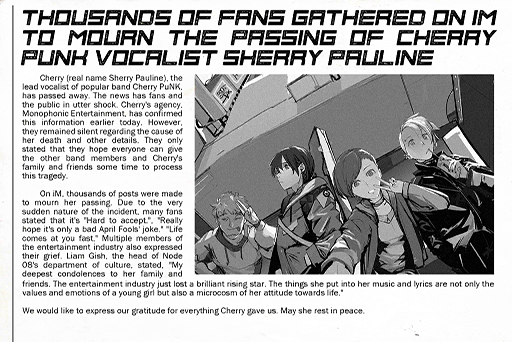 THOUSANDS OF FANS GATHERED ON IM
TO MOURN THE PASSING OF CHERRY
PUNK VOCALIST SHERRY PAULINE
Cherry (real name Sherry Pauline), the
lead vocalist of popular band Cherry PuNK,
has passed away. The news has fans and
the public in utter shock. Cherry's agency,
Monophonic Entertainment, has confirmed
this information earlier today. However,
they remained silent regarding the cause of
her death and other details. They only
stated that they hope everyone can give
the other band members and Cherry's
family and friends some time to process
this tragedy.
On iM, thousands of posts were made
to mourn her passing. Due to the very
sudden nature of the incident, many fans
stated that it's "Hard to accept.", "Really
hope it's only a bad April Fools' joke." "Life
comes at you fast." Multiple members of
the entertainment industry also expressed
their grief. Liam Gish, the head of Node
08's department of culture, stated, "My
deepest condolences to her family and
friends. The entertainment industry just lost a brilliant rising star. The things she put into her music and lyrics are not only the
values and emotions of a young girl but also a microcosm of her attitude towards life."
We would like to express our gratitude for everything Cherry gave us. May she rest in peace.